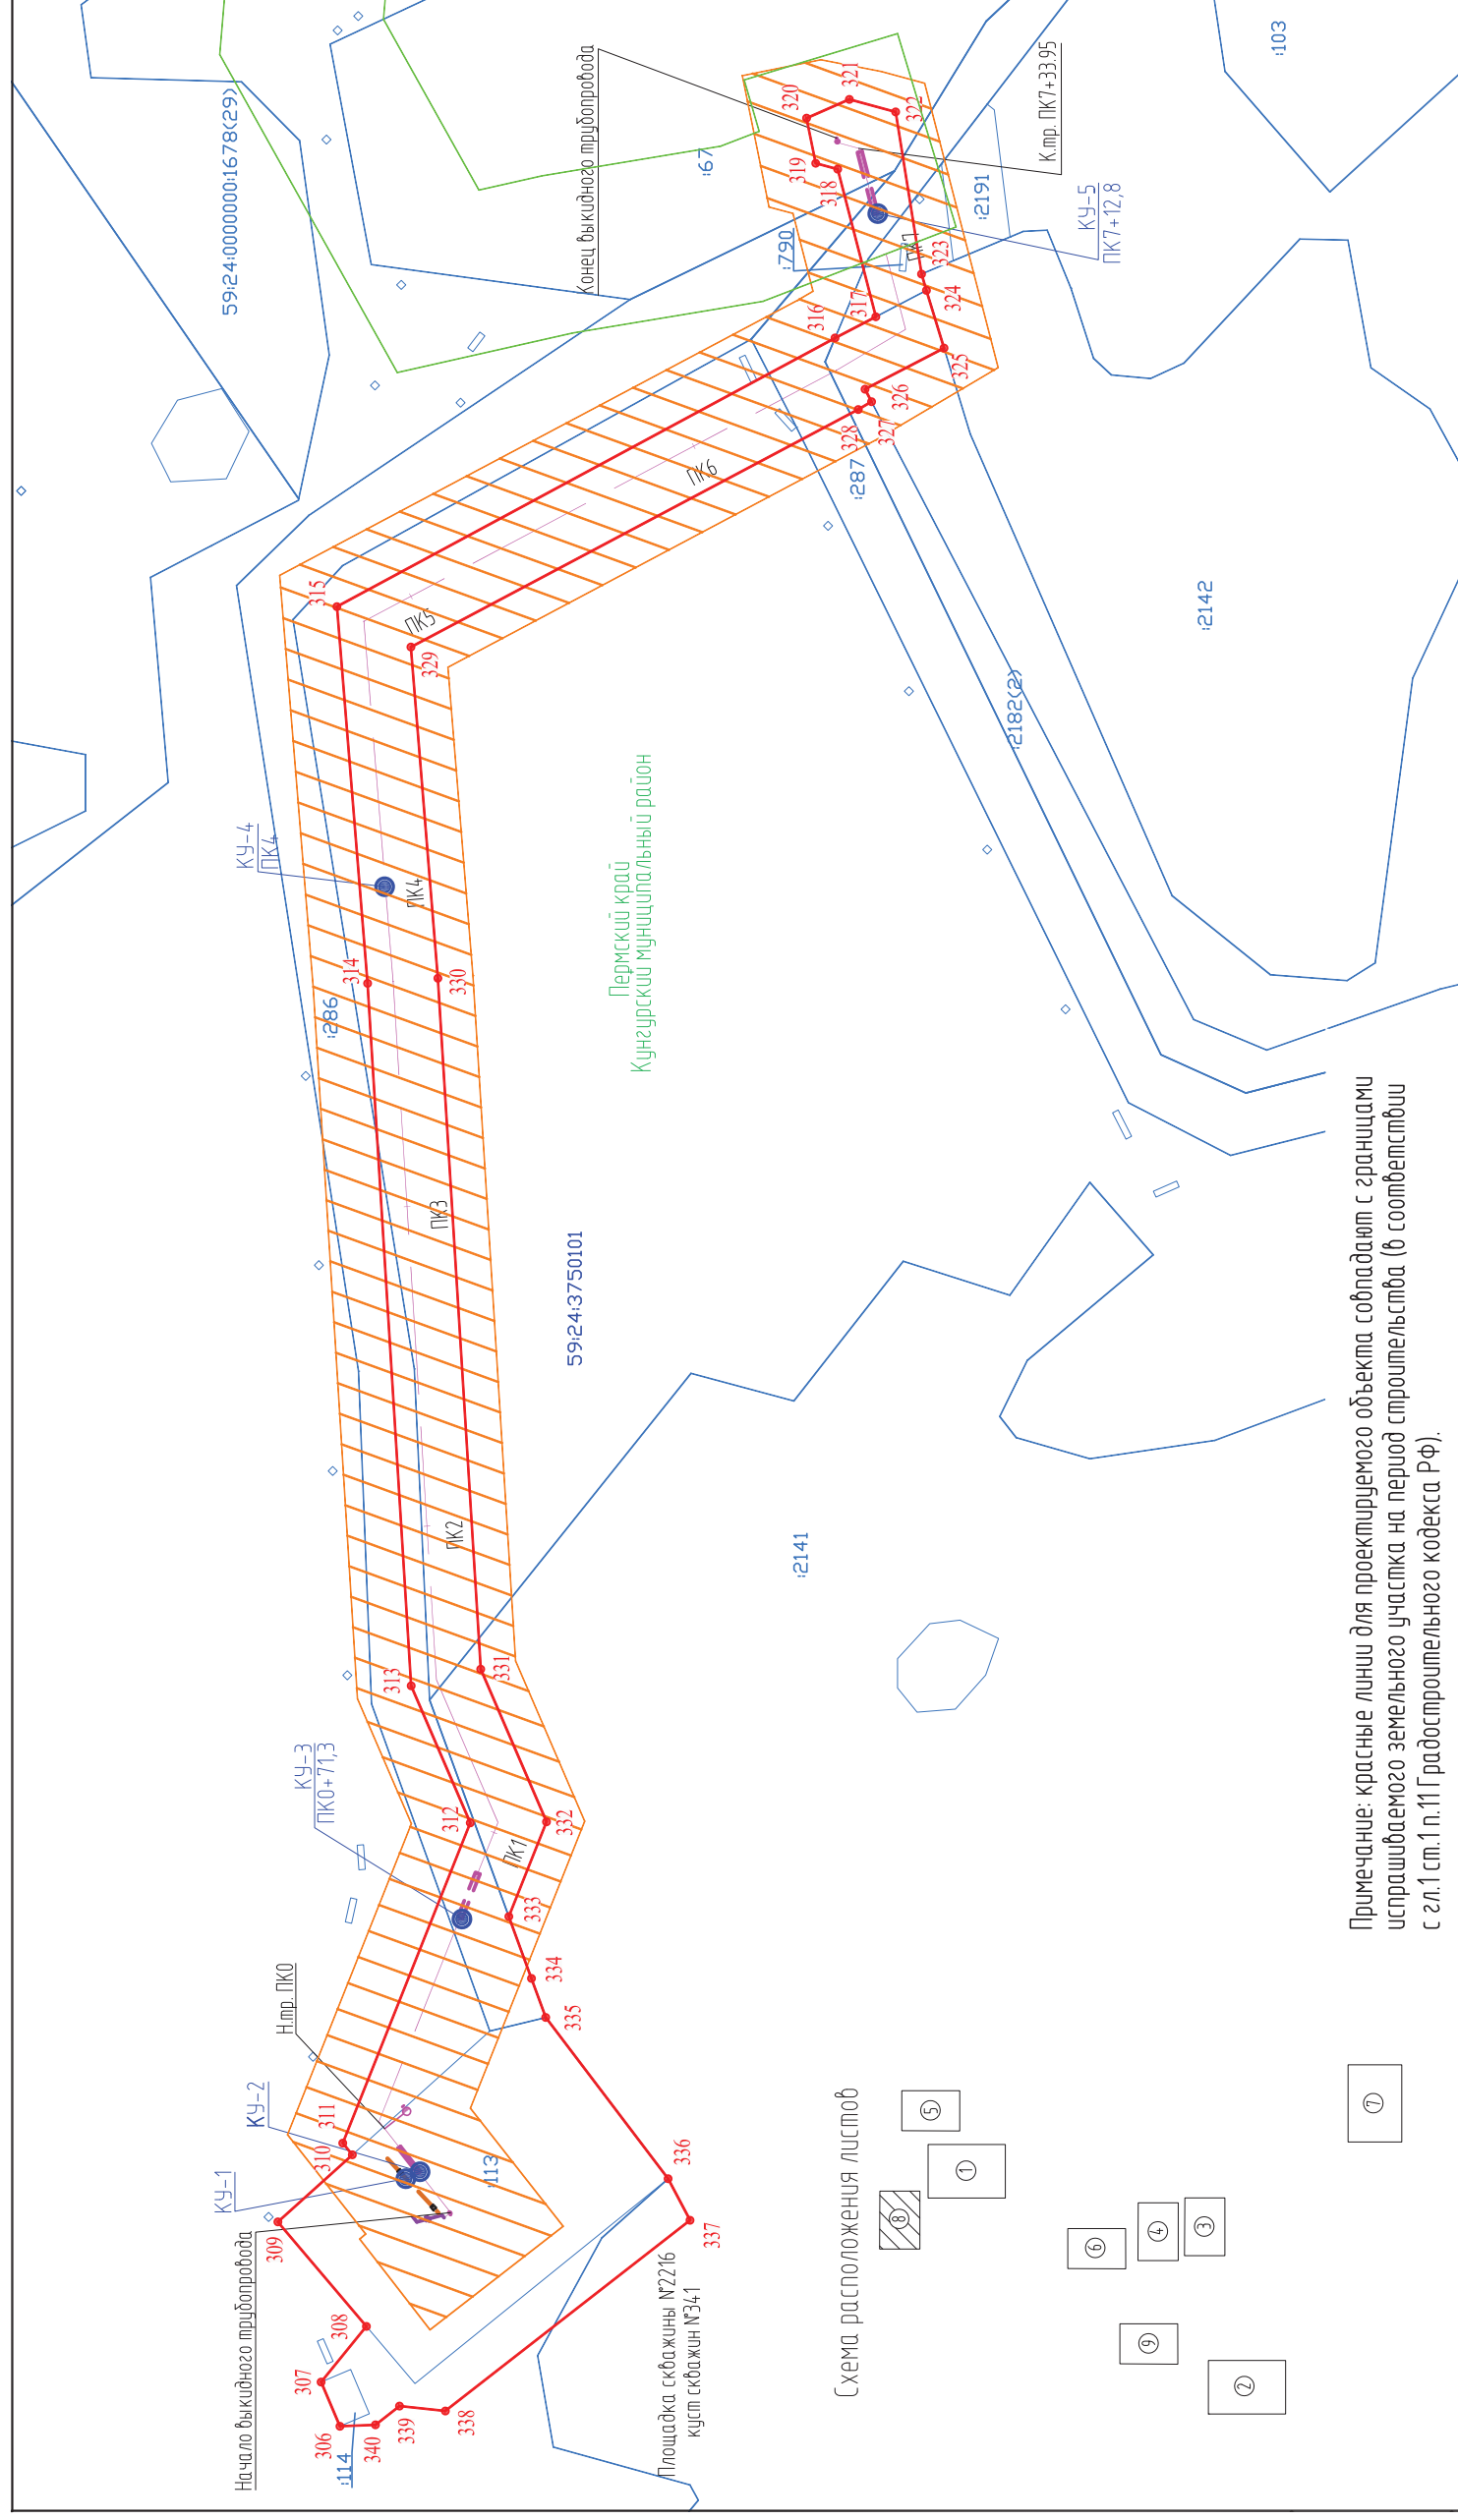 Начало выкидного трубопровода
КУ-1
КУ-2
Н.тр. ПК0
КУ-3
ПК0+71,3
КУ-4
ПК4
59:24:0000000:1678(29)
Конец выкидного трубопровода
К.тр. ПК7+33.95
КУ-5
ПК7+12,8
:103
:67
:790
:2191
:287
:2142
:2182(2)
:286
:2141
:113
:114
59:24:3750101
Пермский край
Кунгурский муниципальный район
306
307
308
309
310
311
312
313
314
315
316
317
318
319
320
321
322
323
324
325
326
327
328
329
330
331
332
333
334
335
336
337
338
339
340
ПК1
ПК2
ПК3
ПК4
ПК5
ПК6
ПК7
Площадка скважины №2216
куст скважин №341
Схема расположения листов
1
2
3
4
5
6
7
8
9
Примечание: красные линии для проектируемого объекта совпадают с границами
испрашиваемого земельного участка на период строительства (в соответствии
с гл.1 ст.1 п.11 Градостроительного кодекса РФ).